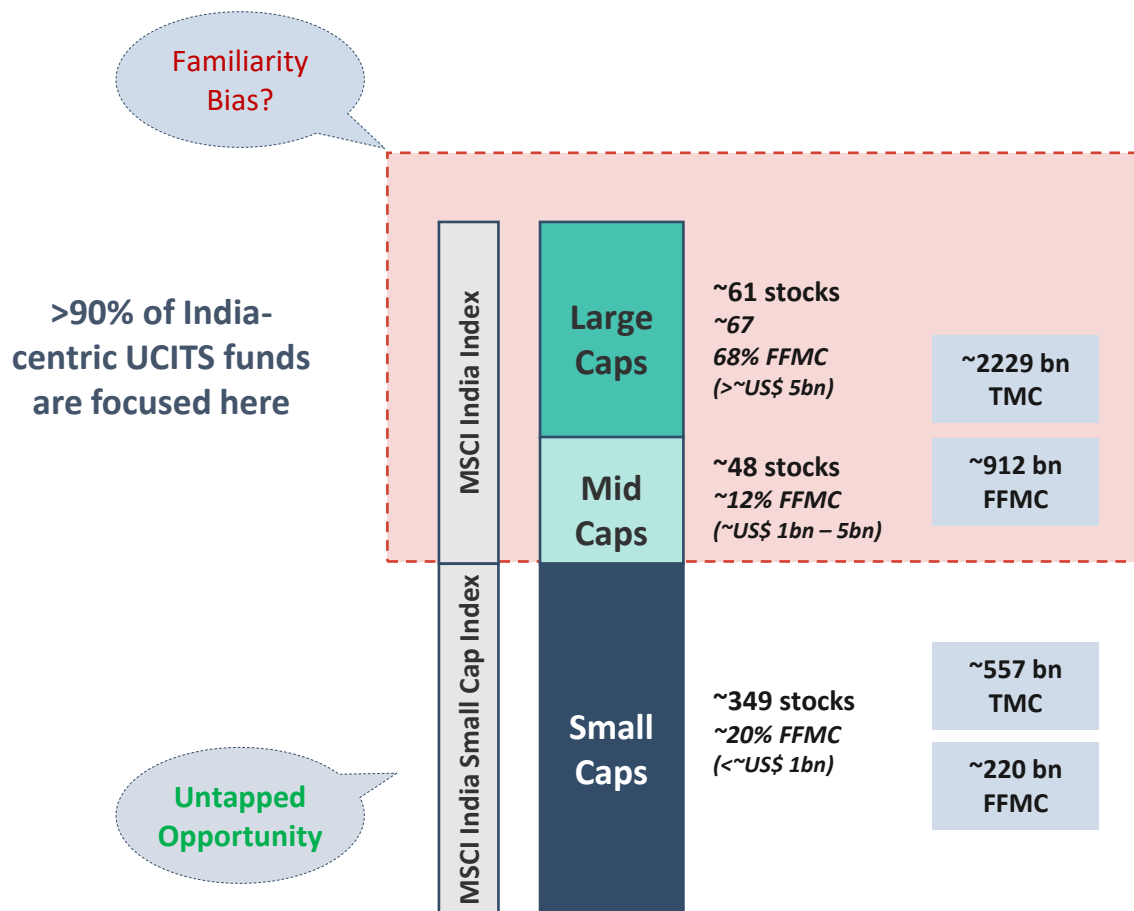 Familiarity
Bias?
>90% of India-
centric UCITS funds
are focused here
MSCI India Index
Large
Caps
~61 stocks
~67
68% FFMC
(>~US$ 5bn)
~2229 bn
TMC
Mid
Caps
~48 stocks
~12% FFMC
(~US$ 1bn – 5bn)
~912 bn
FFMC
MSCI India Small Cap Index
Small
Caps
~349 stocks
~20% FFMC
(<~US$ 1bn)
~557 bn
TMC
~220 bn
FFMC
Untapped
Opportunity